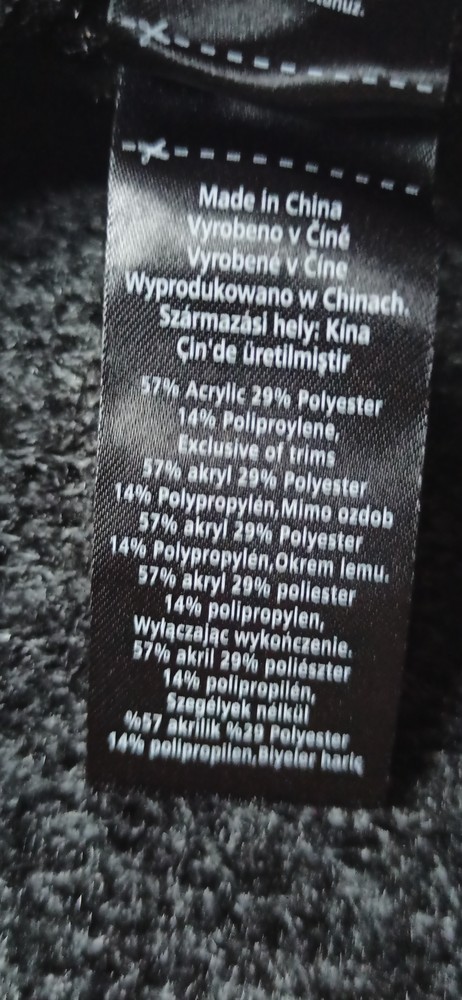 Made in China
Vyrobeno v Číně
Vyrobené v Číne
Wyprodukowano w Chinach.
Származási hely: Kína
Çin'de üretilmiştir
57% Acrylic 29% Polyester
14% Poliproylene,
Exclusive of trims
57% akryl 29% Polyester
14% Polypropylén,Mimo ozdob
57% akryl 29% Polyester
14% Polypropylén,Okrem lemu.
57% akryl 29% poliester
14% polipropylen,
Wyłączając wykończenie.
57% akril 29% poliészter
14% polipropilén,
Szegélyek nélkül
%57 akrilik %29 Polyester
14% polipropilen,Biyeler hariç